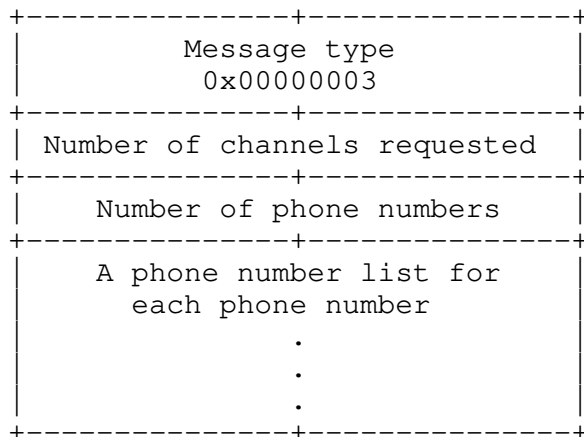 +---------------+---------------+
|         Message type          |
|          0x00000003           |
+---------------+---------------+
| Number of channels requested  |
+---------------+---------------+
|    Number of phone numbers    |
+---------------+---------------+
|    A phone number list for    |
|      each phone number        |
|               .               |
|               .               |
|               .               |
+---------------+---------------+